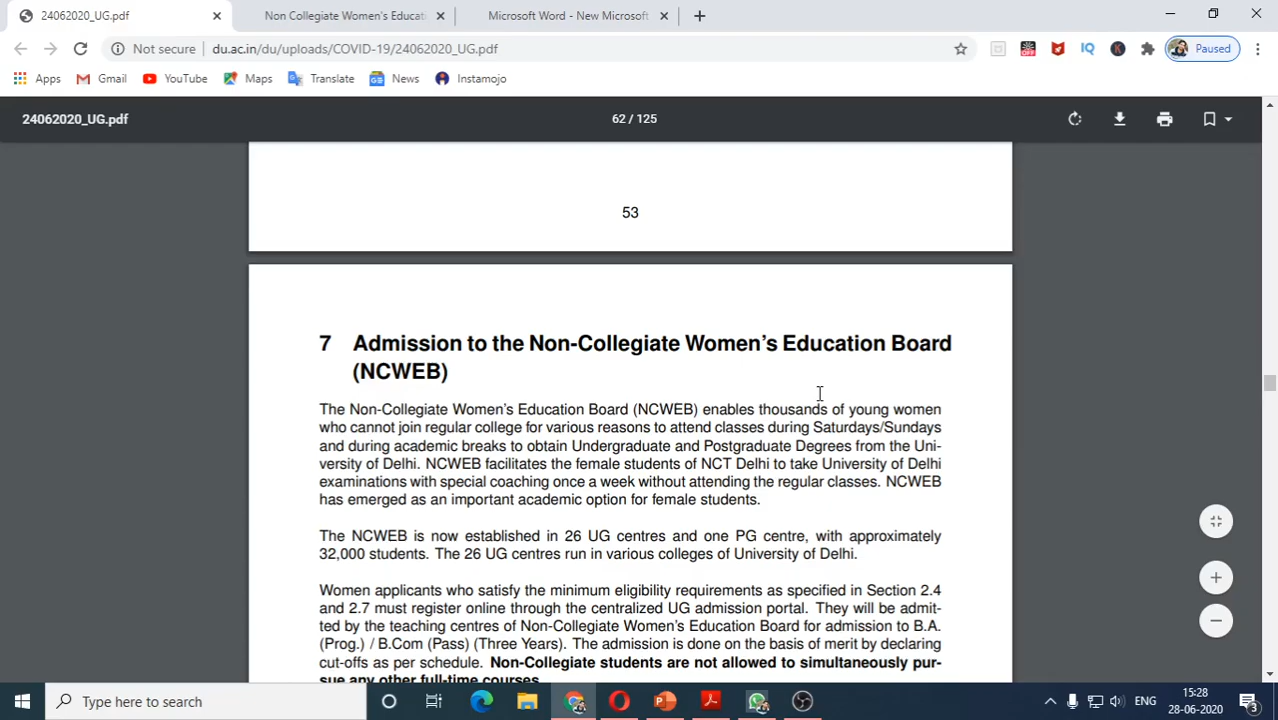 24062020_UG.pdf
Non Collegiate Women's Educat
Microsoft Word - New Microsoft
Not secure
du.ac.in/du/uploads/COVID-19/24062020_UG.pdf
OFF
IQ
K
Paused
Apps
Gmail
YouTube
Maps
Translate
News
Instamojo
24062020_UG.pdf
62 / 125
53
7 Admission to the Non-Collegiate Women's Education Board
(NCWEB)
The Non-Collegiate Women's Education Board (NCWEB) enables thousands of young women
who cannot join regular college for various reasons to attend classes during Saturdays/Sundays
and during academic breaks to obtain Undergraduate and Postgraduate Degrees from the Uni-
versity of Delhi. NCWEB facilitates the female students of NCT Delhi to take University of Delhi
examinations with special coaching once a week without attending the regular classes. NCWEB
has emerged as an important academic option for female students.
The NCWEB is now established in 26 UG centres and one PG centre, with approximately
32,000 students. The 26 UG centres run in various colleges of University of Delhi.
Women applicants who satisfy the minimum eligibility requirements as specified in Section 2.4
and 2.7 must register online through the centralized UG admission portal. They will be admit-
ted by the teaching centres of Non-Collegiate Women's Education Board for admission to B.A.
(Prog.) / B.Com (Pass) (Three Years). The admission is done on the basis of merit by declaring
cut-offs as per schedule. Non-Collegiate students are not allowed to simultaneously pur-
sue any other full-time courses.
Type here to search
ENG
15:28
28-06-2020
3